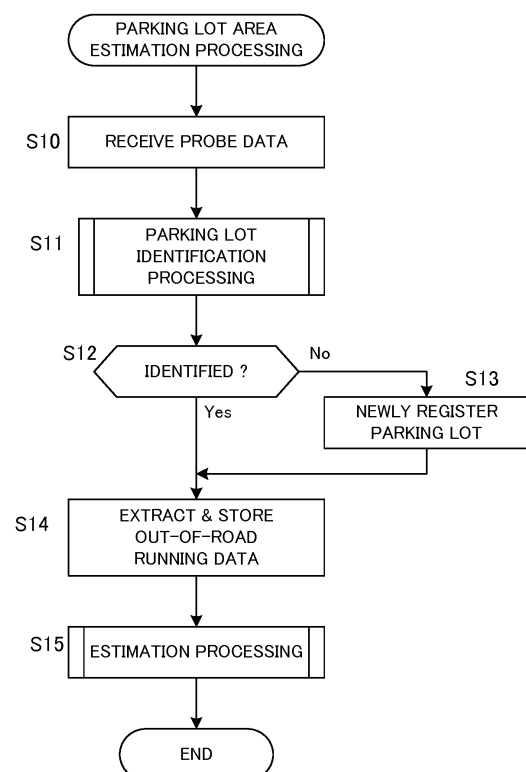 PARKING LOT AREA
ESTIMATION PROCESSING
S10
RECEIVE PROBE DATA
S11
PARKING LOT
IDENTIFICATION
PROCESSING
S12
IDENTIFIED ?
No
Yes
S13
NEWLY REGISTER
PARKING LOT
S14
EXTRACT & STORE
OUT-OF-ROAD
RUNNING DATA
S15
ESTIMATION PROCESSING
END